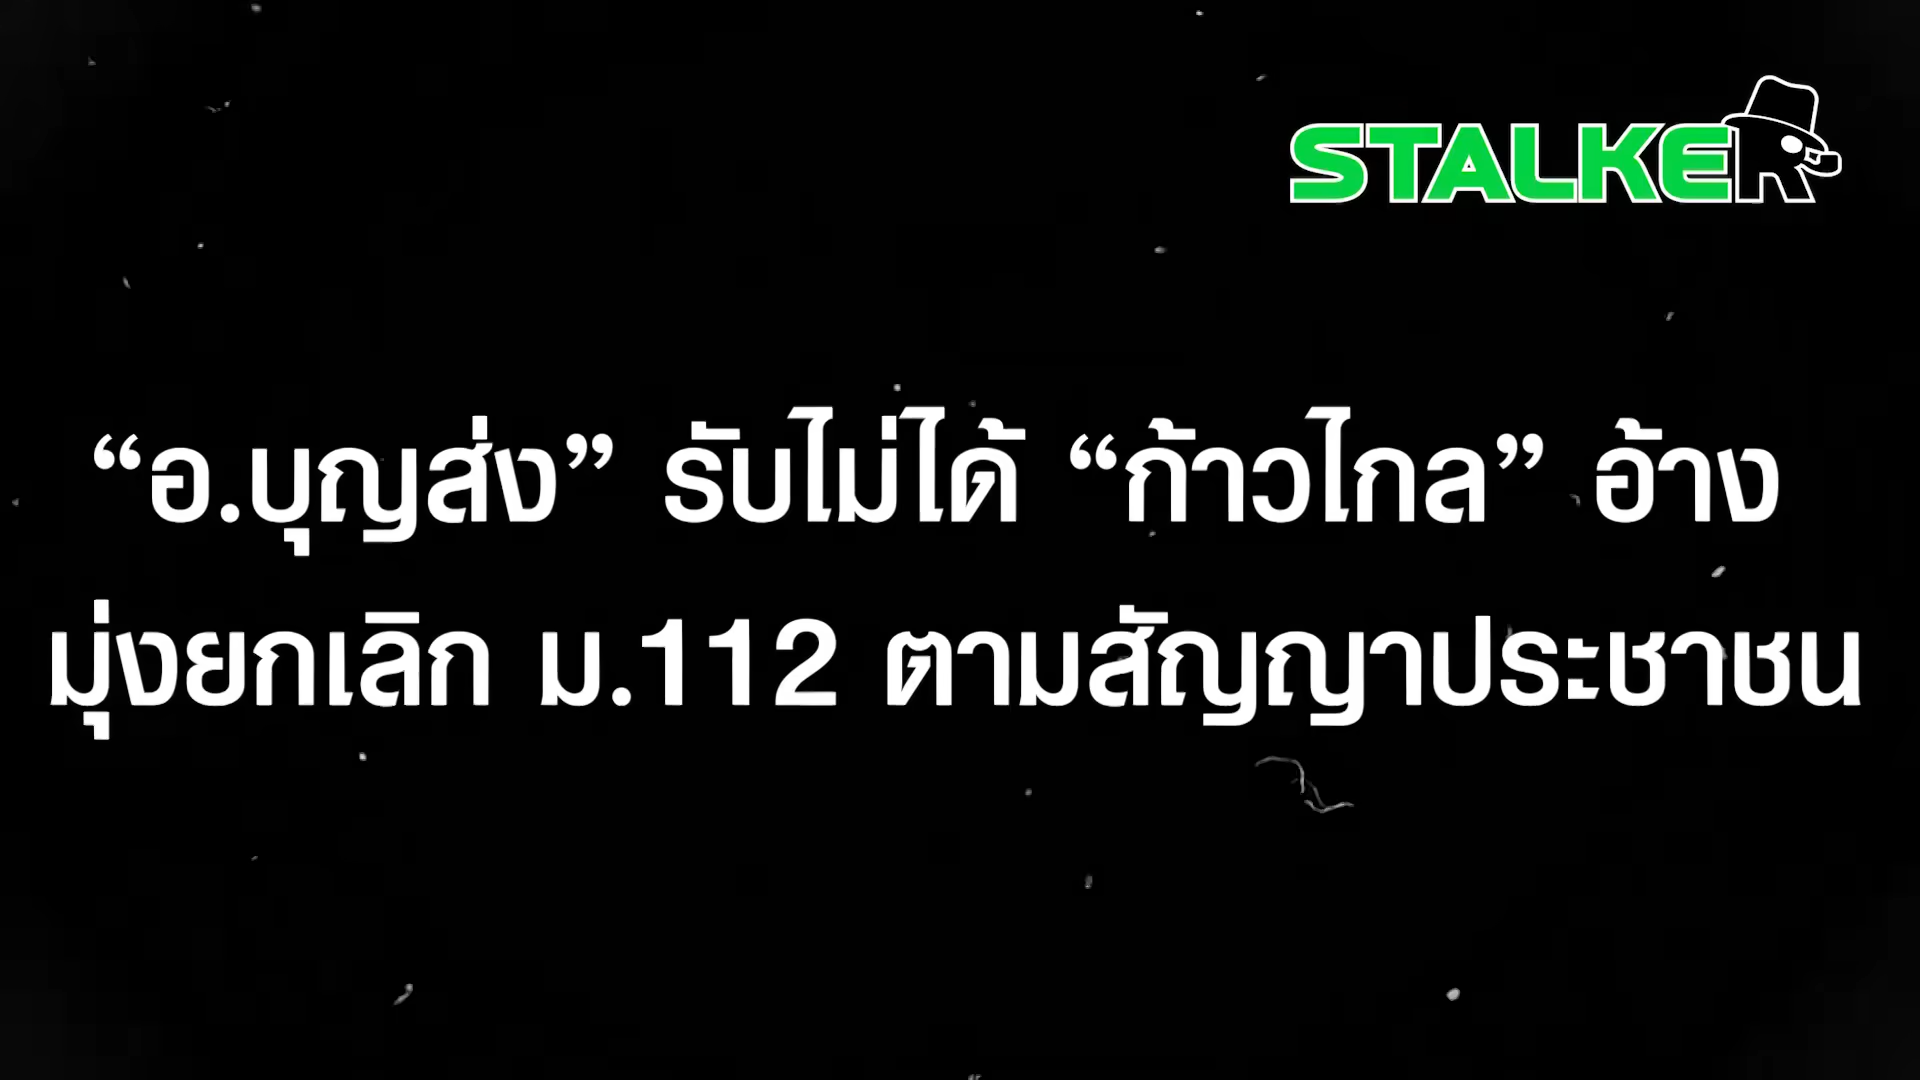 STALKER
“อ.บุญส่ง” รับไม่ได้ “ก้าวไกล” อ้าง
มุ่งยกเลิก ม.112 ตามสัญญาประชาชน